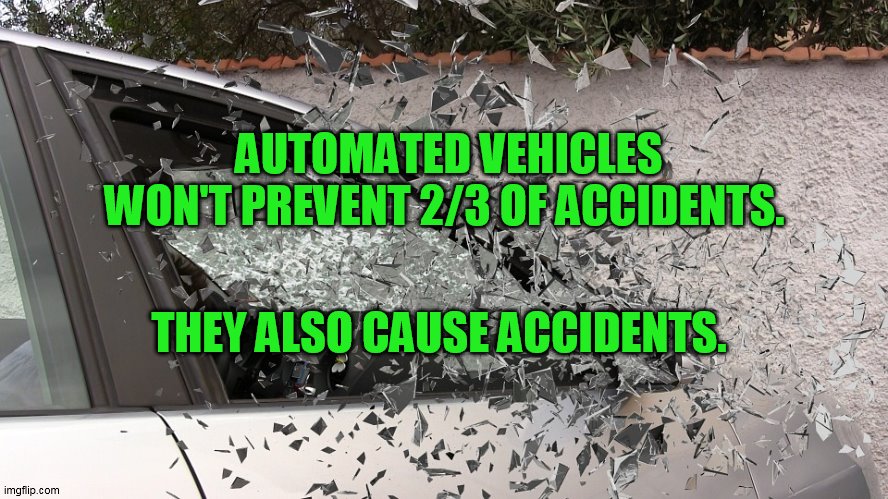 AUTOMATED VEHICLES
WON'T PREVENT 2/3 OF ACCIDENTS.
THEY ALSO CAUSE ACCIDENTS.
imgflip.com